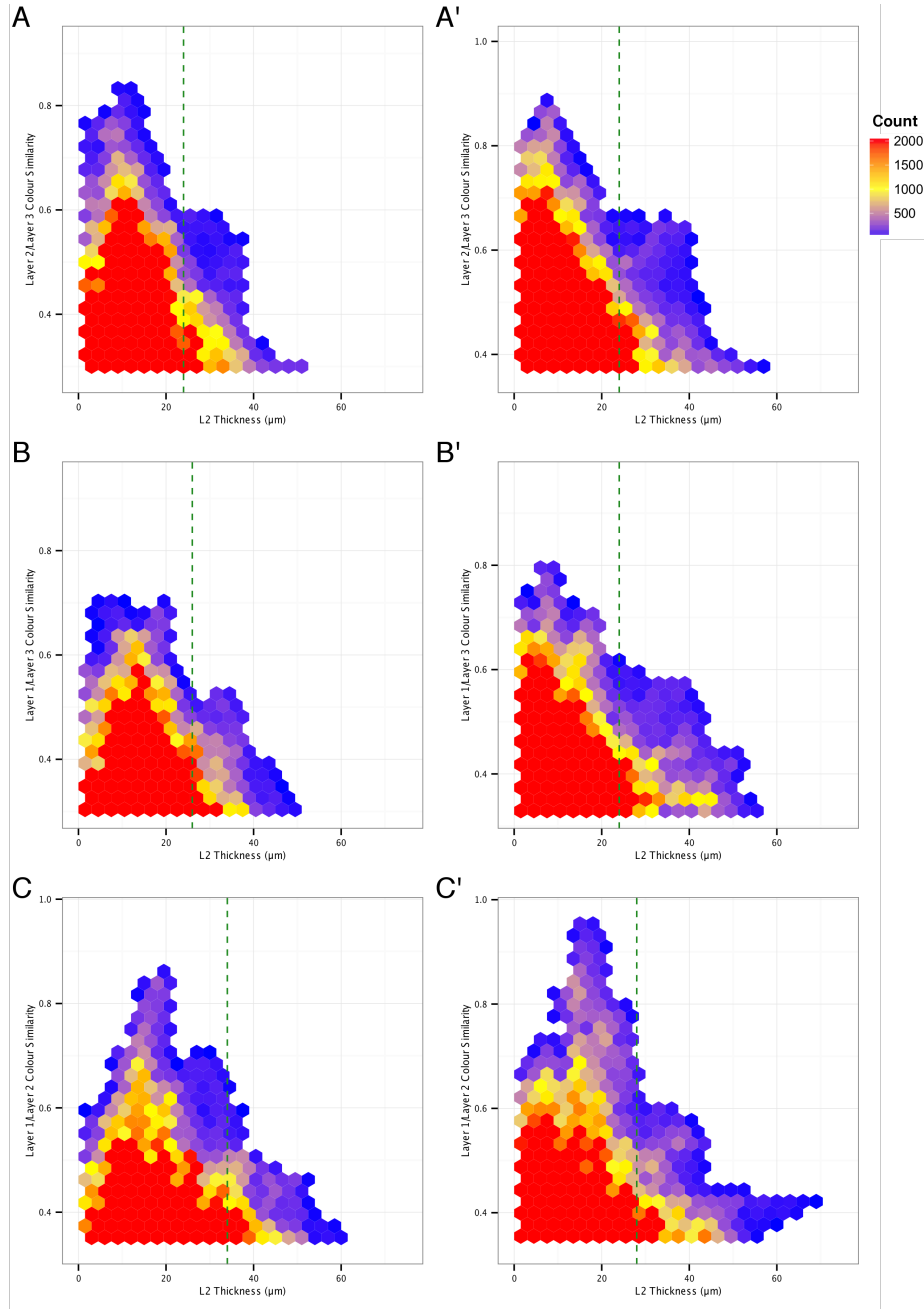 A
A'
1.0
0.8
0.8
0.6
0.6
0.4
0.4
Layer 2/Layer 3 Colour Similarity
Layer 2/Layer 3 Colour Similarity
0
20
40
60
0
20
40
60
L2 Thickness (µm)
L2 Thickness (µm)
Count
2000
1500
1000
500
B
B'
0.8
0.8
0.6
0.6
0.4
0.4
Layer 1/Layer 3 Colour Similarity
Layer 1/Layer 3 Colour Similarity
0
20
40
60
0
20
40
60
L2 Thickness (µm)
L2 Thickness (µm)
C
C'
1.0
1.0
0.8
0.8
0.6
0.6
0.4
0.4
Layer 1/Layer 2 Colour Similarity
Layer 1/Layer 2 Colour Similarity
0
20
40
60
0
20
40
60
L2 Thickness (µm)
L2 Thickness (µm)